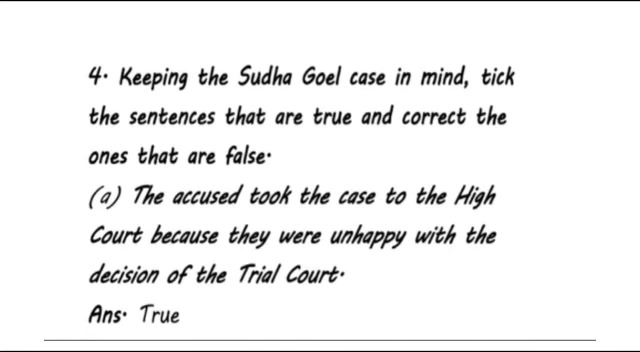 4. Keeping the Sudha Goel case in mind, tick
the sentences that are true and correct the
ones that are false.
(a) The accused took the case to the High
Court because they were unhappy with the
decision of the Trial Court.
Ans. True